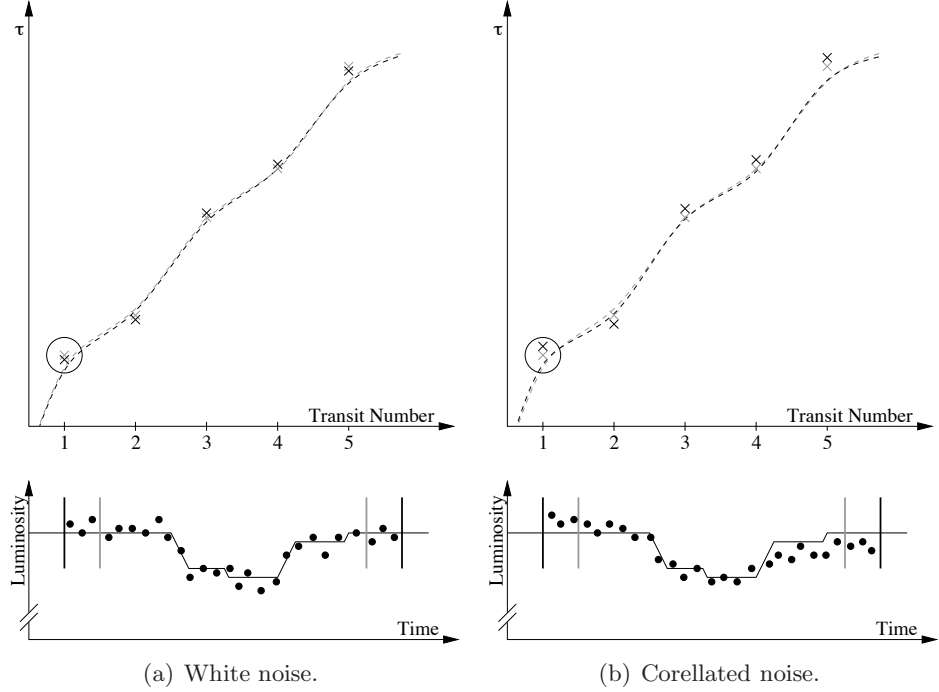 τ
Transit Number
1 2 3 4 5
Luminosity
Time
(a) White noise.
τ
Transit Number
1 2 3 4 5
Luminosity
Time
(b) Corellated noise.